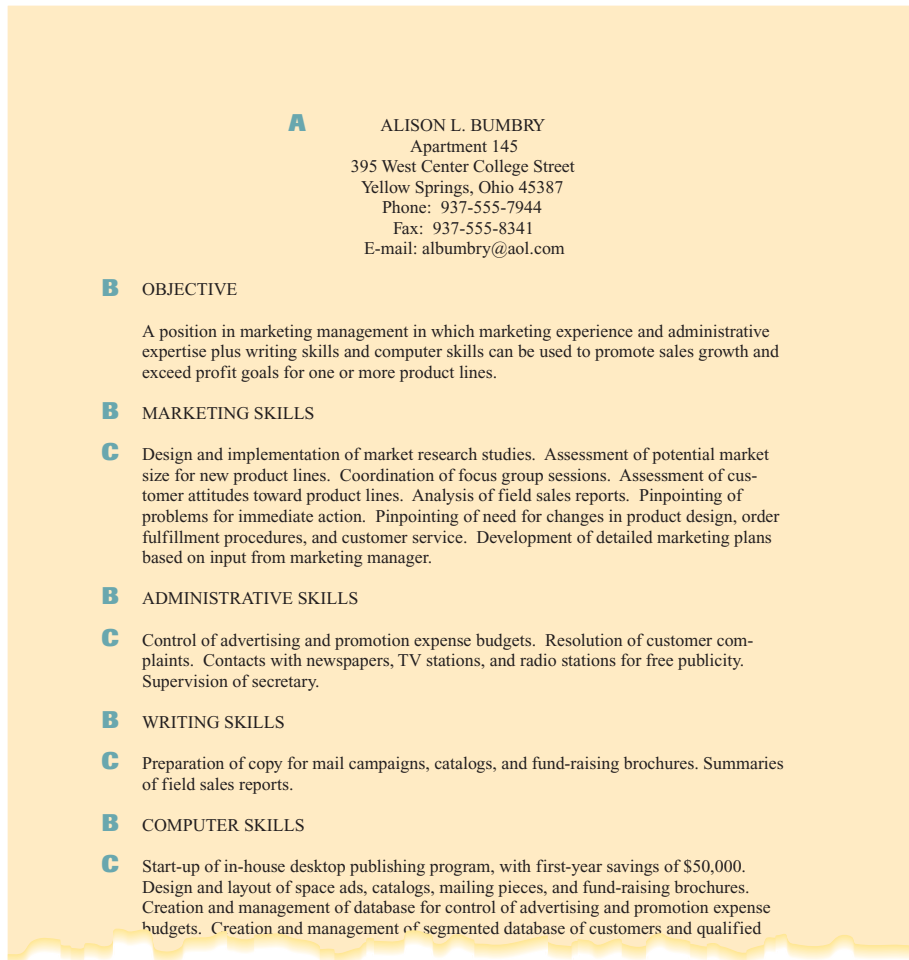 A ALISON L. BUMBRY
Apartment 145
395 West Center College Street
Yellow Springs, Ohio 45387
Phone: 937-555-7944
Fax: 937-555-8341
E-mail: albumbry@aol.com
B OBJECTIVE
A position in marketing management in which marketing experience and administrative
expertise plus writing skills and computer skills can be used to promote sales growth and
exceed profit goals for one or more product lines.
B MARKETING SKILLS
C Design and implementation of market research studies. Assessment of potential market
size for new product lines. Coordination of focus group sessions. Assessment of cus-
tomer attitudes toward product lines. Analysis of field sales reports. Pinpointing of
problems for immediate action. Pinpointing of need for changes in product design, order
fulfillment procedures, and customer service. Development of detailed marketing plans
based on input from marketing manager.
B ADMINISTRATIVE SKILLS
C Control of advertising and promotion expense budgets. Resolution of customer com-
plaints. Contacts with newspapers, TV stations, and radio stations for free publicity.
Supervision of secretary.
B WRITING SKILLS
C Preparation of copy for mail campaigns, catalogs, and fund-raising brochures. Summaries
of field sales reports.
B COMPUTER SKILLS
C Start-up of in-house desktop publishing program, with first-year savings of $50,000.
Design and layout of space ads, catalogs, mailing pieces, and fund-raising brochures.
Creation and management of database for control of advertising and promotion expense
budgets. Creation and management of segmented database of customers and qualified